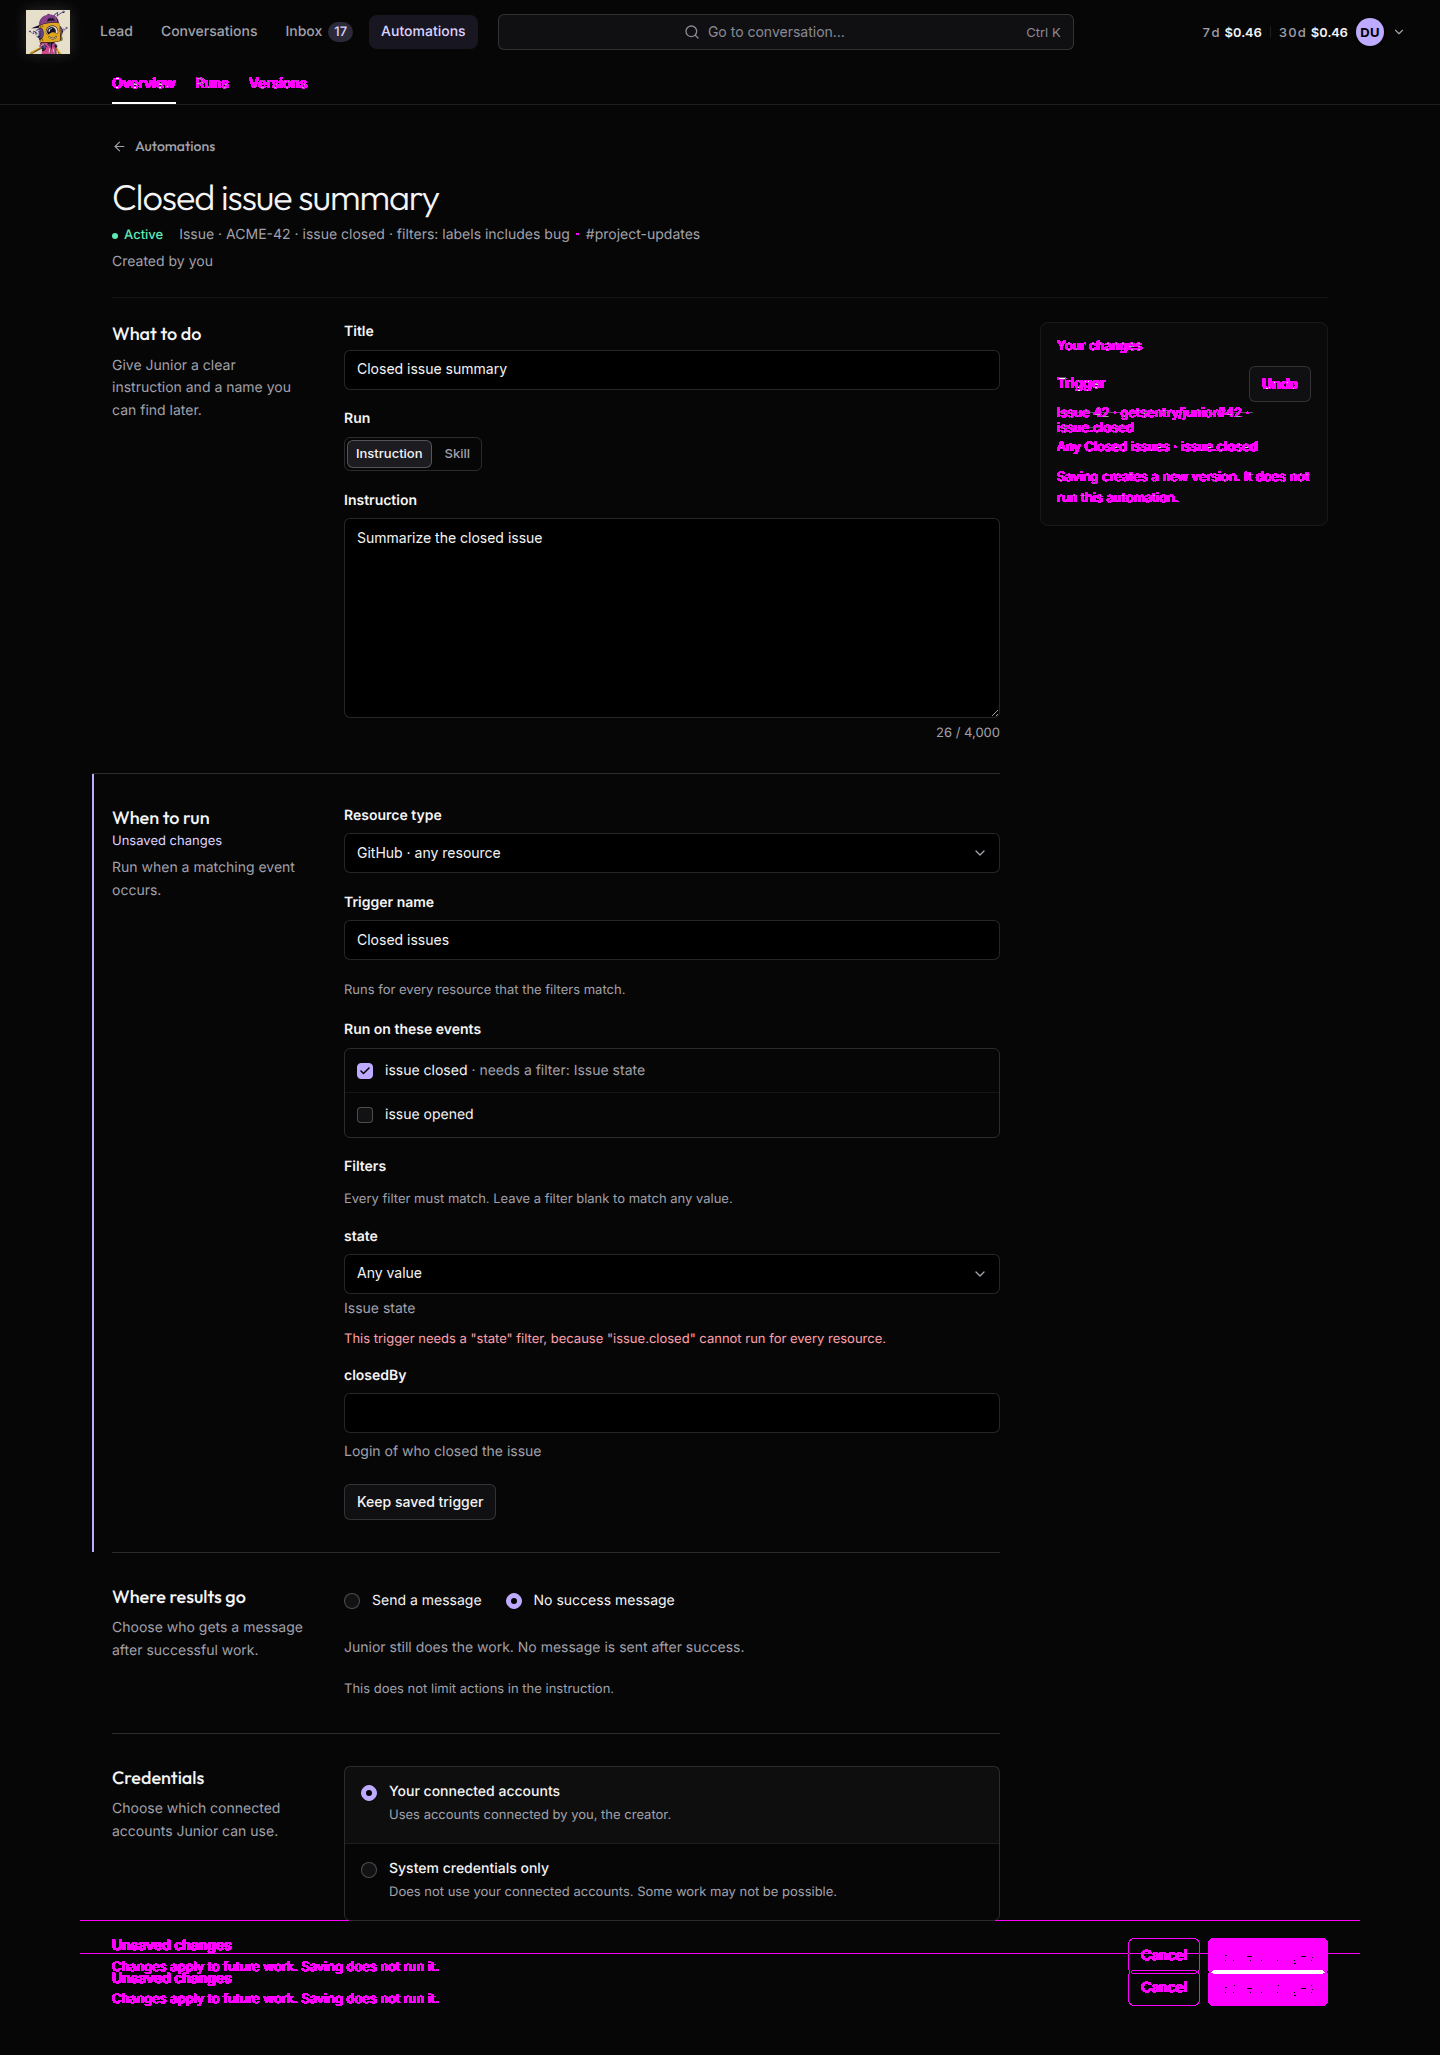 Lead Conversations Inbox 17 Automations Go to conversation... Ctrl K 7d $0.46 30d $0.46 DU
Overview Runs Versions
Automations
Closed issue summary
Active Issue · ACME-42 · issue closed · filters: labels includes bug · #project-updates
Created by you
What to do
Give Junior a clear
instruction and a name you
can find later.
Title
Closed issue summary
Run
Instruction Skill
Instruction
Summarize the closed issue
26 / 4,000
Your changes
Trigger Undo
Issue 42 · getsentry/junior#42 ·
issue.closed
Any Closed issues · issue.closed
Saving creates a new version. It does not
run this automation.
When to run
Unsaved changes
Run when a matching event
occurs.
Resource type
GitHub · any resource
Trigger name
Closed issues
Runs for every resource that the filters match.
Run on these events
issue closed · needs a filter: Issue state
issue opened
Filters
Every filter must match. Leave a filter blank to match any value.
state
Any value
Issue state
This trigger needs a "state" filter, because "issue.closed" cannot run for every resource.
closedBy
Login of who closed the issue
Keep saved trigger
Where results go
Choose who gets a message
after successful work.
Send a message No success message
Junior still does the work. No message is sent after success.
This does not limit actions in the instruction.
Credentials
Choose which connected
accounts Junior can use.
Your connected accounts
Uses accounts connected by you, the creator.
System credentials only
Does not use your connected accounts. Some work may not be possible.
Unsaved changes
Changes apply to future work. Saving does not run it.
Cancel
Unsaved changes
Changes apply to future work. Saving does not run it.
Cancel